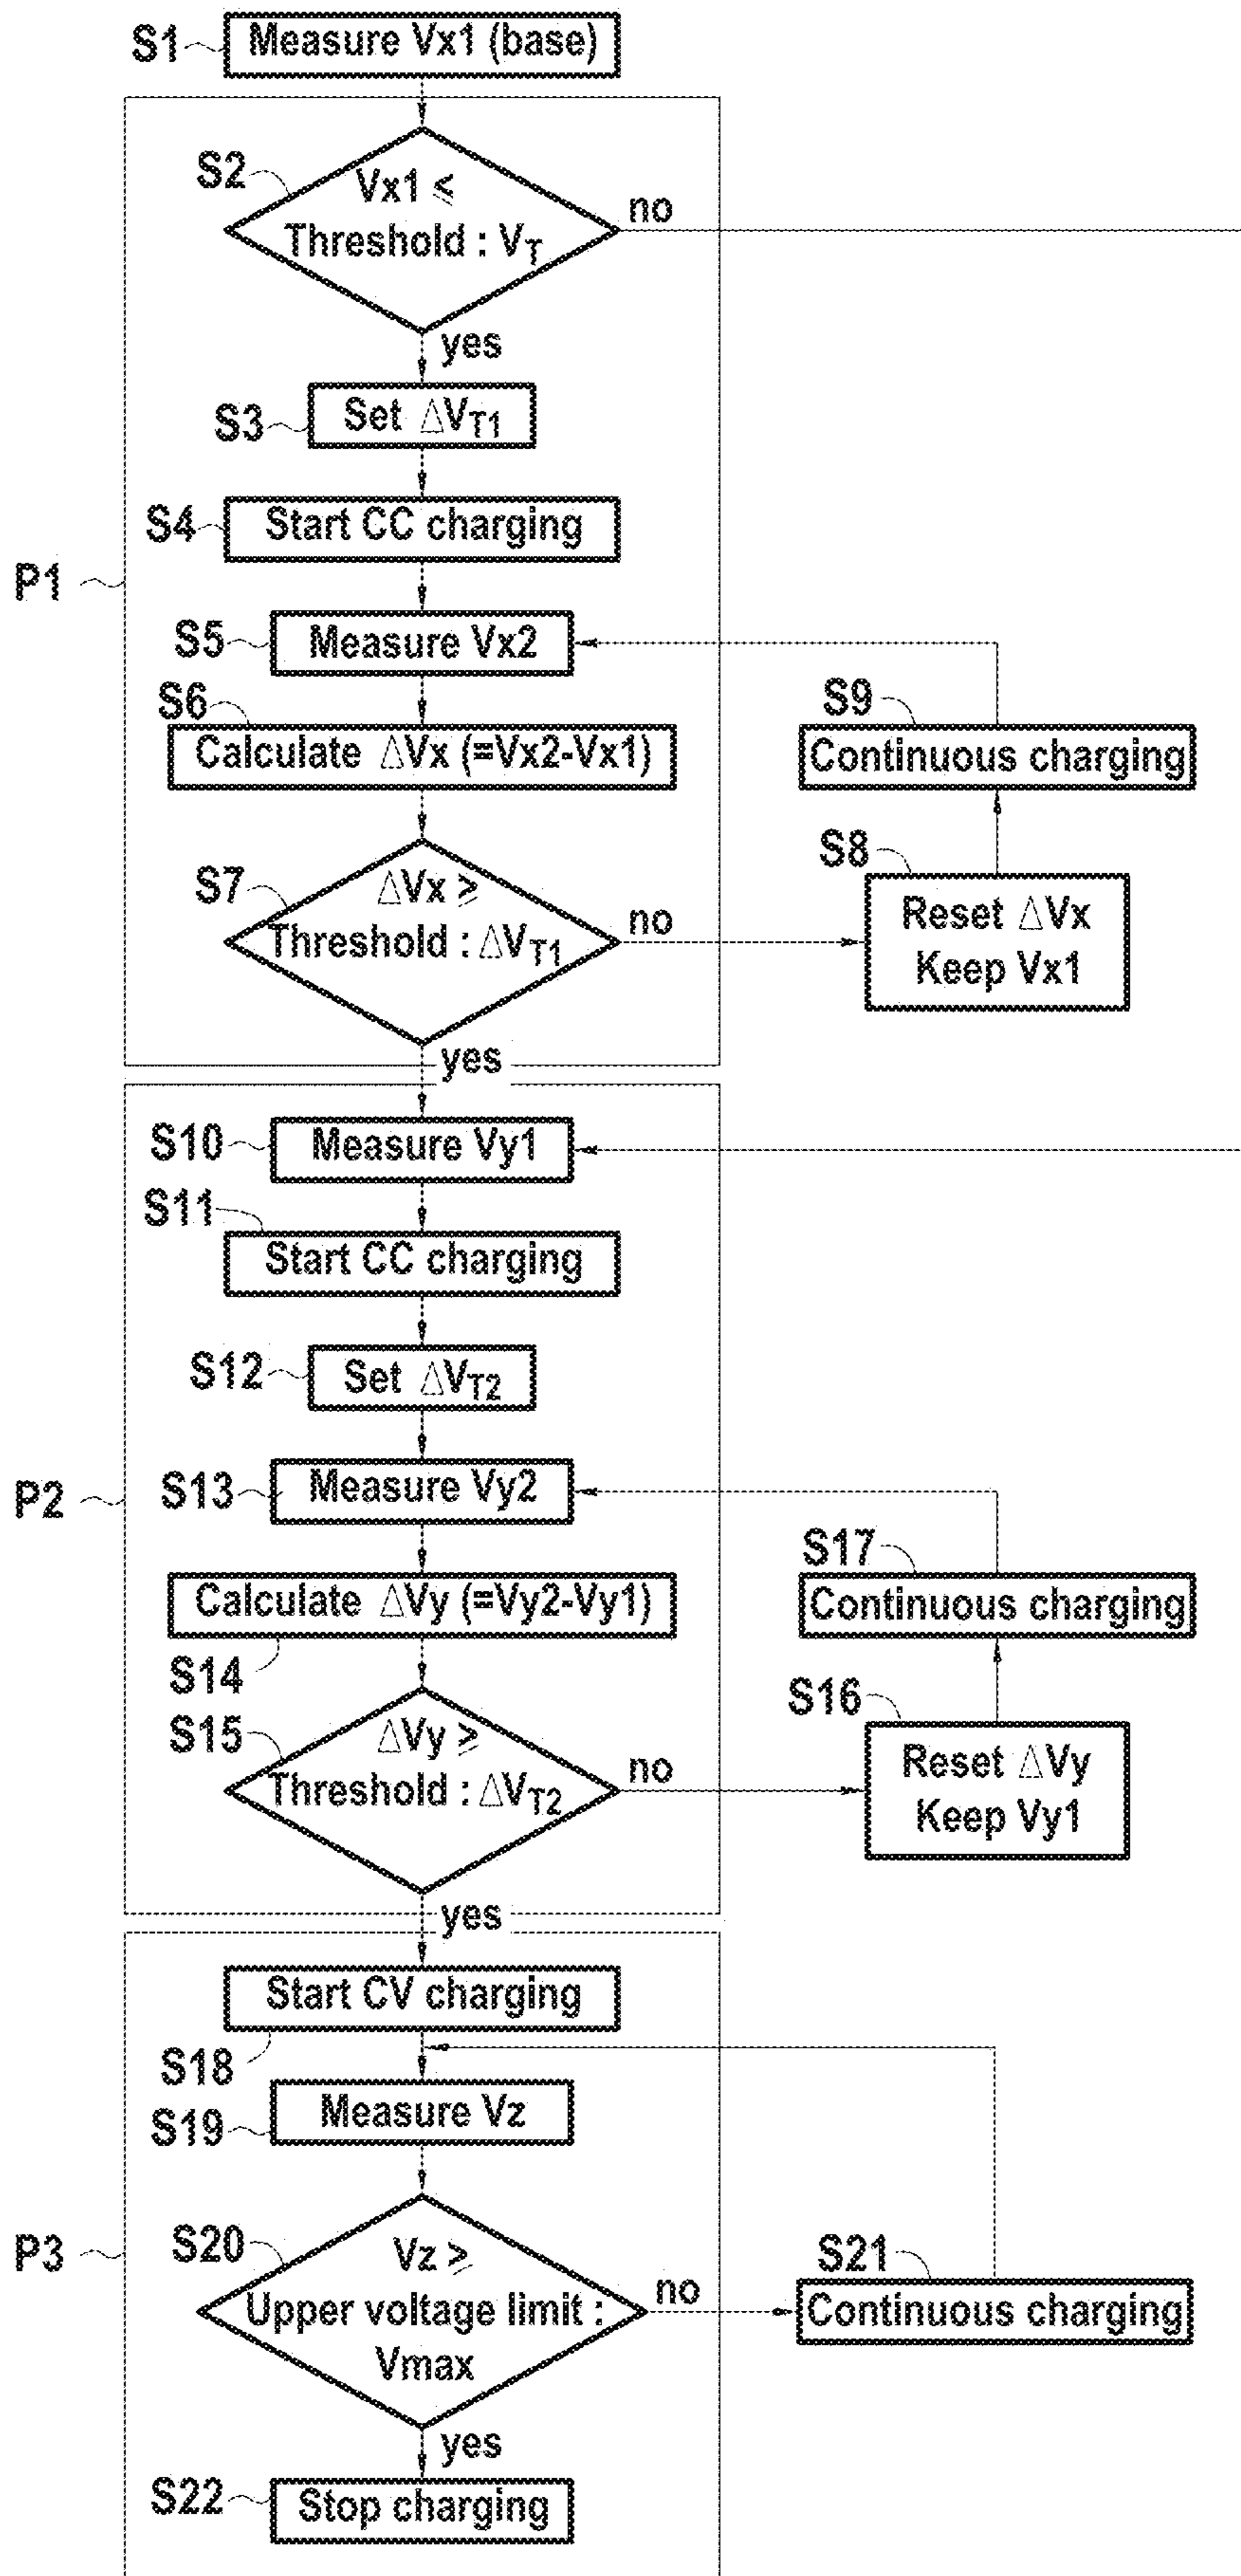 S1
Measure Vx1 (base)
S2
Vx1 ≤
Threshold : VT
no
yes
S3
Set ΔVT1
S4
Start CC charging
P1
S5
Measure Vx2
S6
Calculate ΔVx (=Vx2-Vx1)
S9
Continuous charging
S7
ΔVx ≥
Threshold : ΔVT1
no
S8
Reset ΔVx
Keep Vx1
yes
S10
Measure Vy1
S11
Start CC charging
S12
Set ΔVT2
P2
S13
Measure Vy2
S14
Calculate ΔVy (=Vy2-Vy1)
S17
Continuous charging
S15
ΔVy ≥
Threshold : ΔVT2
no
S16
Reset ΔVy
Keep Vy1
yes
Start CV charging
S18
S19
Measure Vz
P3
S20
Vz ≥
Upper voltage limit :
Vmax
no
S21
Continuous charging
yes
S22
Stop charging